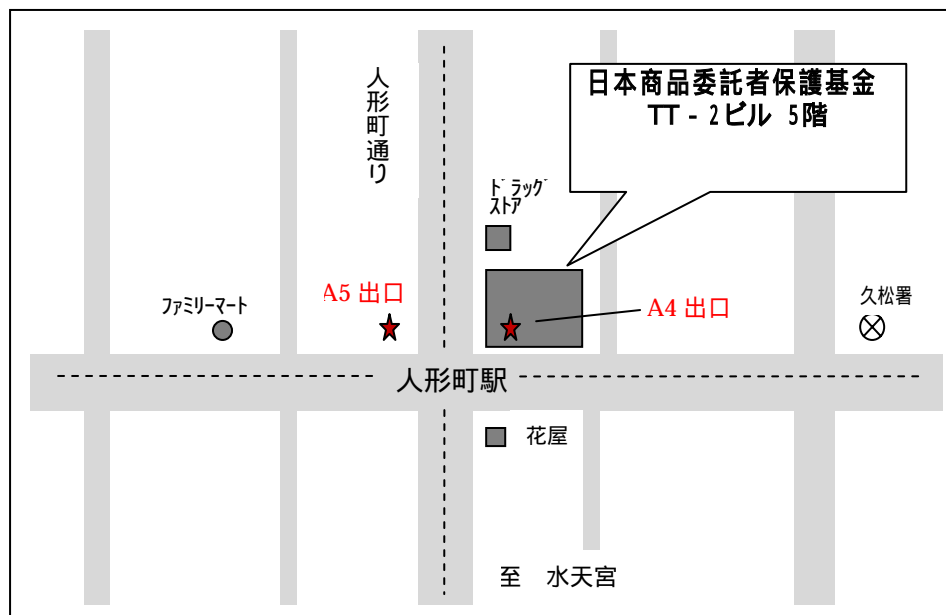 日本商品委託者保護基金
TT - 2ビル 5階
人形町通り
ﾄﾞﾗｯｸﾞ
ｽﾄｱ
ﾌｧﾐﾘｰﾏｰﾄ
A5 出口
A4 出口
久松署
人形町駅
花屋
至 水天宮